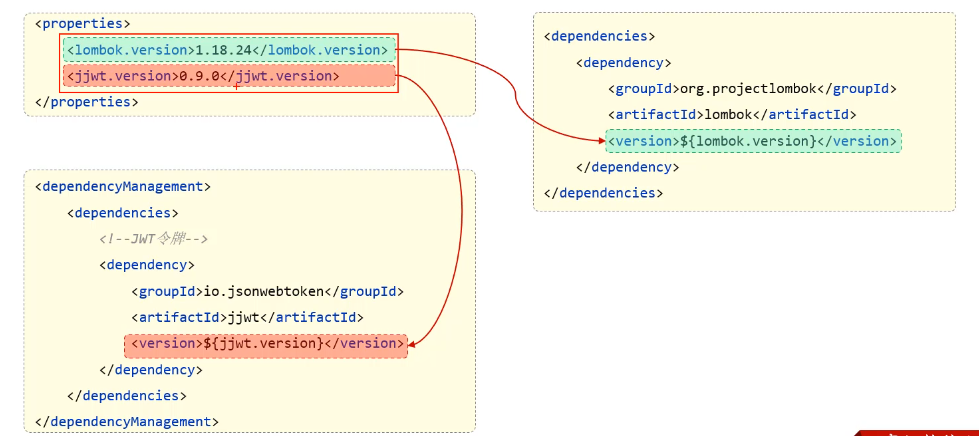 <properties>
<lombok.version>1.18.24</lombok.version>
<jjwt.version>0.9.0</jjwt.version>
</properties>
<dependencyManagement>
<dependencies>
<!--JWT令牌-->
<dependency>
<groupId>io.jsonwebtoken</groupId>
<artifactId>jjwt</artifactId>
<version>${jjwt.version}</version>
</dependency>
</dependencies>
</dependencyManagement>
<dependencies>
<dependency>
<groupId>org.projectlombok</groupId>
<artifactId>lombok</artifactId>
<version>${lombok.version}</version>
</dependency>
</dependencies>